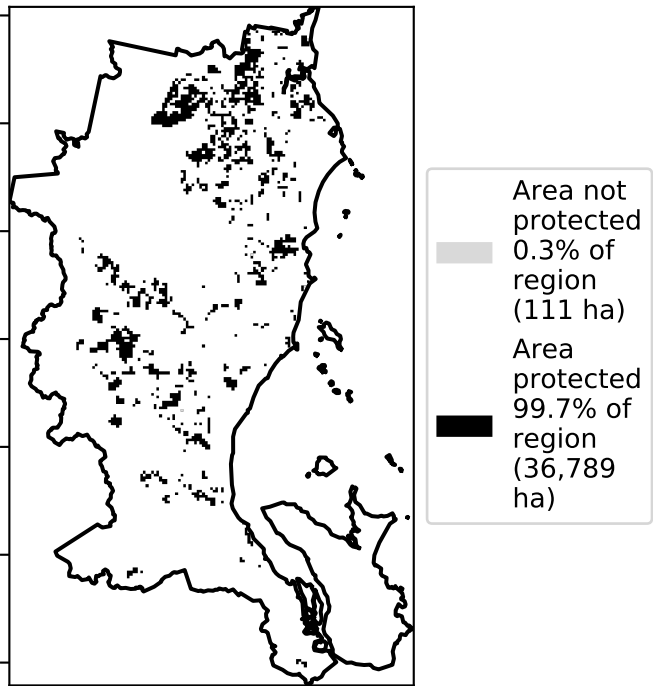 Area not
protected
0.3% of
region
(111 ha)
Area
protected
99.7% of
region
(36,789
ha)